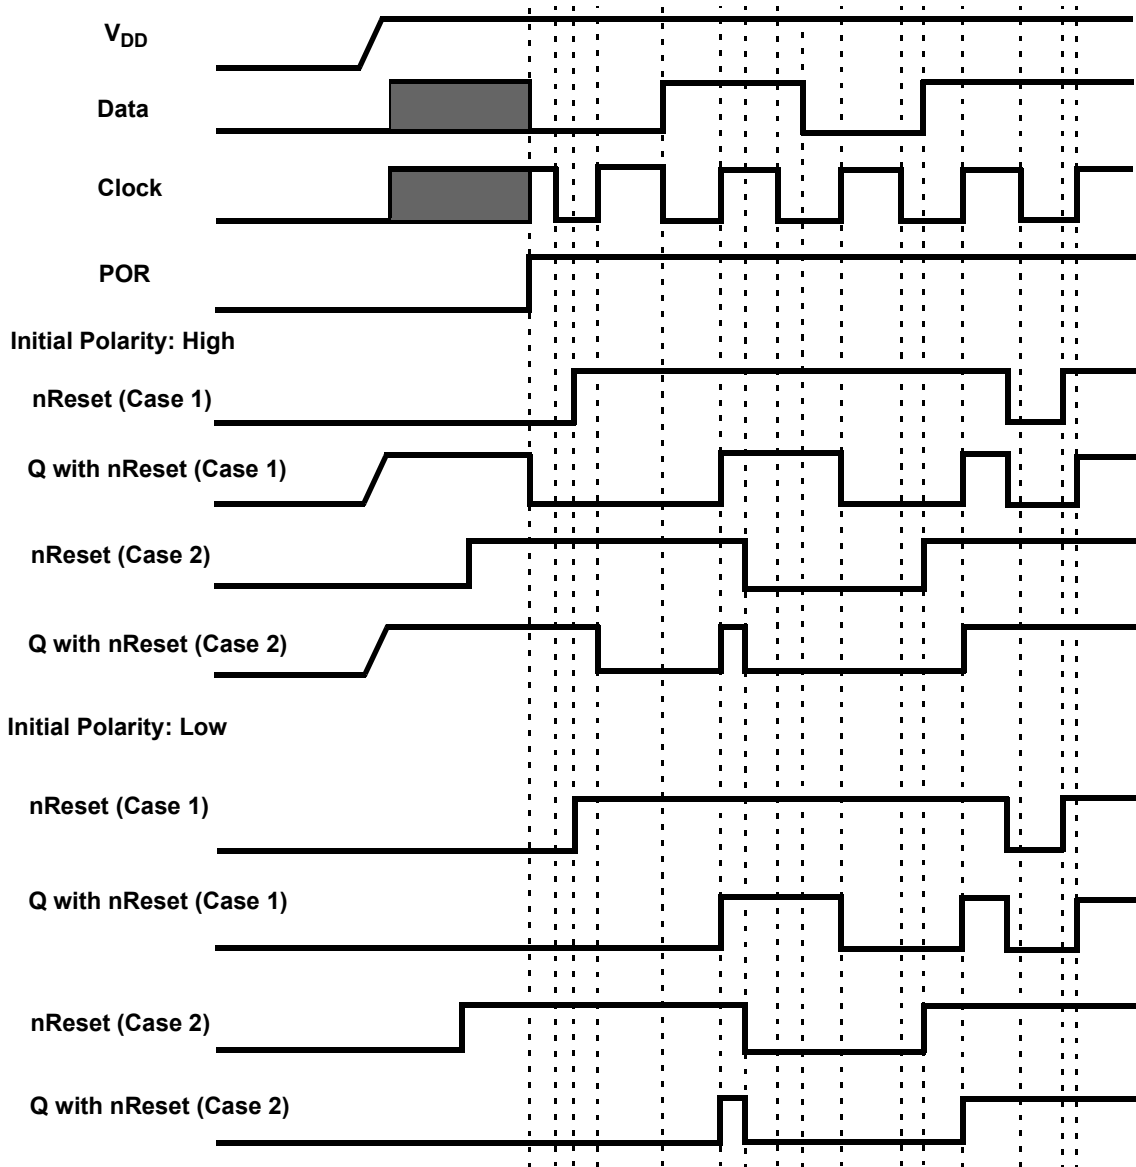 VDD
Data
Clock
POR
Initial Polarity: High
nReset (Case 1)
Q with nReset (Case 1)
nReset (Case 2)
Q with nReset (Case 2)
Initial Polarity: Low
nReset (Case 1)
Q with nReset (Case 1)
nReset (Case 2)
Q with nReset (Case 2)